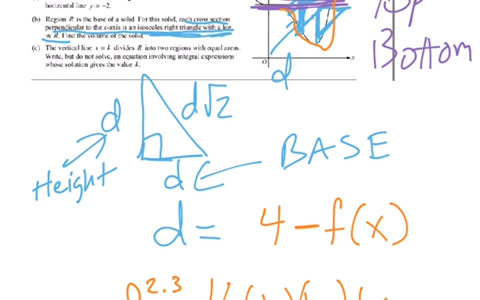 horizontal line y = −2.
(b) Region R is the base of a solid. For this solid, each cross section
perpendicular to the x-axis is an isosceles right triangle with a leg
in R. Find the volume of the solid.
(c) The vertical line x = k divides R into two regions with equal areas.
Write, but do not solve, an equation involving integral expressions
whose solution gives the value k.
O
x
d
Top
Bottom
d
d√2
Height
d
BASE
d = 4 − f(x)
2.3